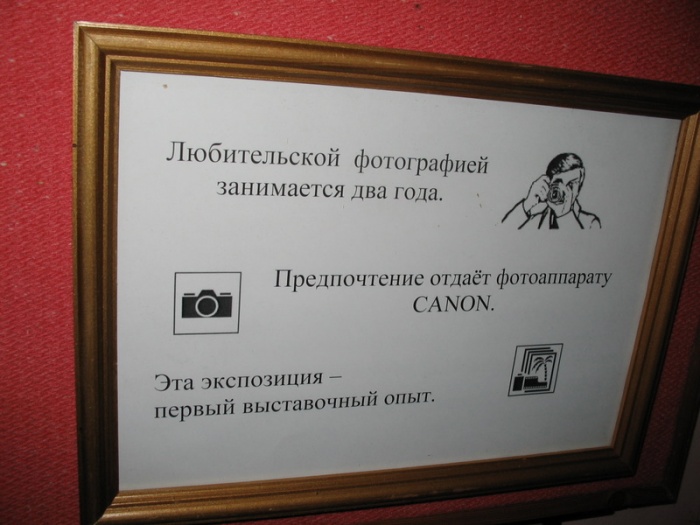 Любительской фотографией
занимается два года.
Предпочтение отдаёт фотоаппарату
CANON.
Эта экспозиция –
первый выставочный опыт.